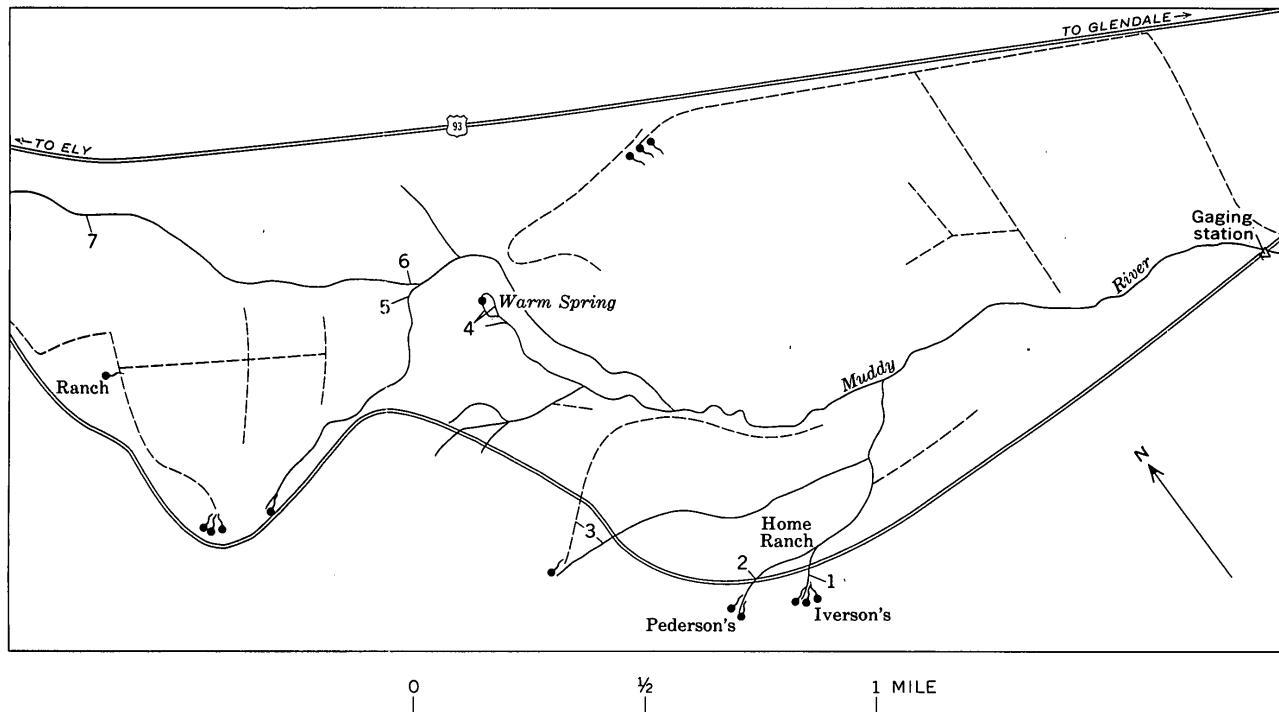 TO GLENDALE
93
TO ELY
7
Gaging
station
6
River
5
Warm Spring
4
Muddy
Ranch
N
3
Home
Ranch
2
1
Iverson's
Pederson's
0
½
1 MILE